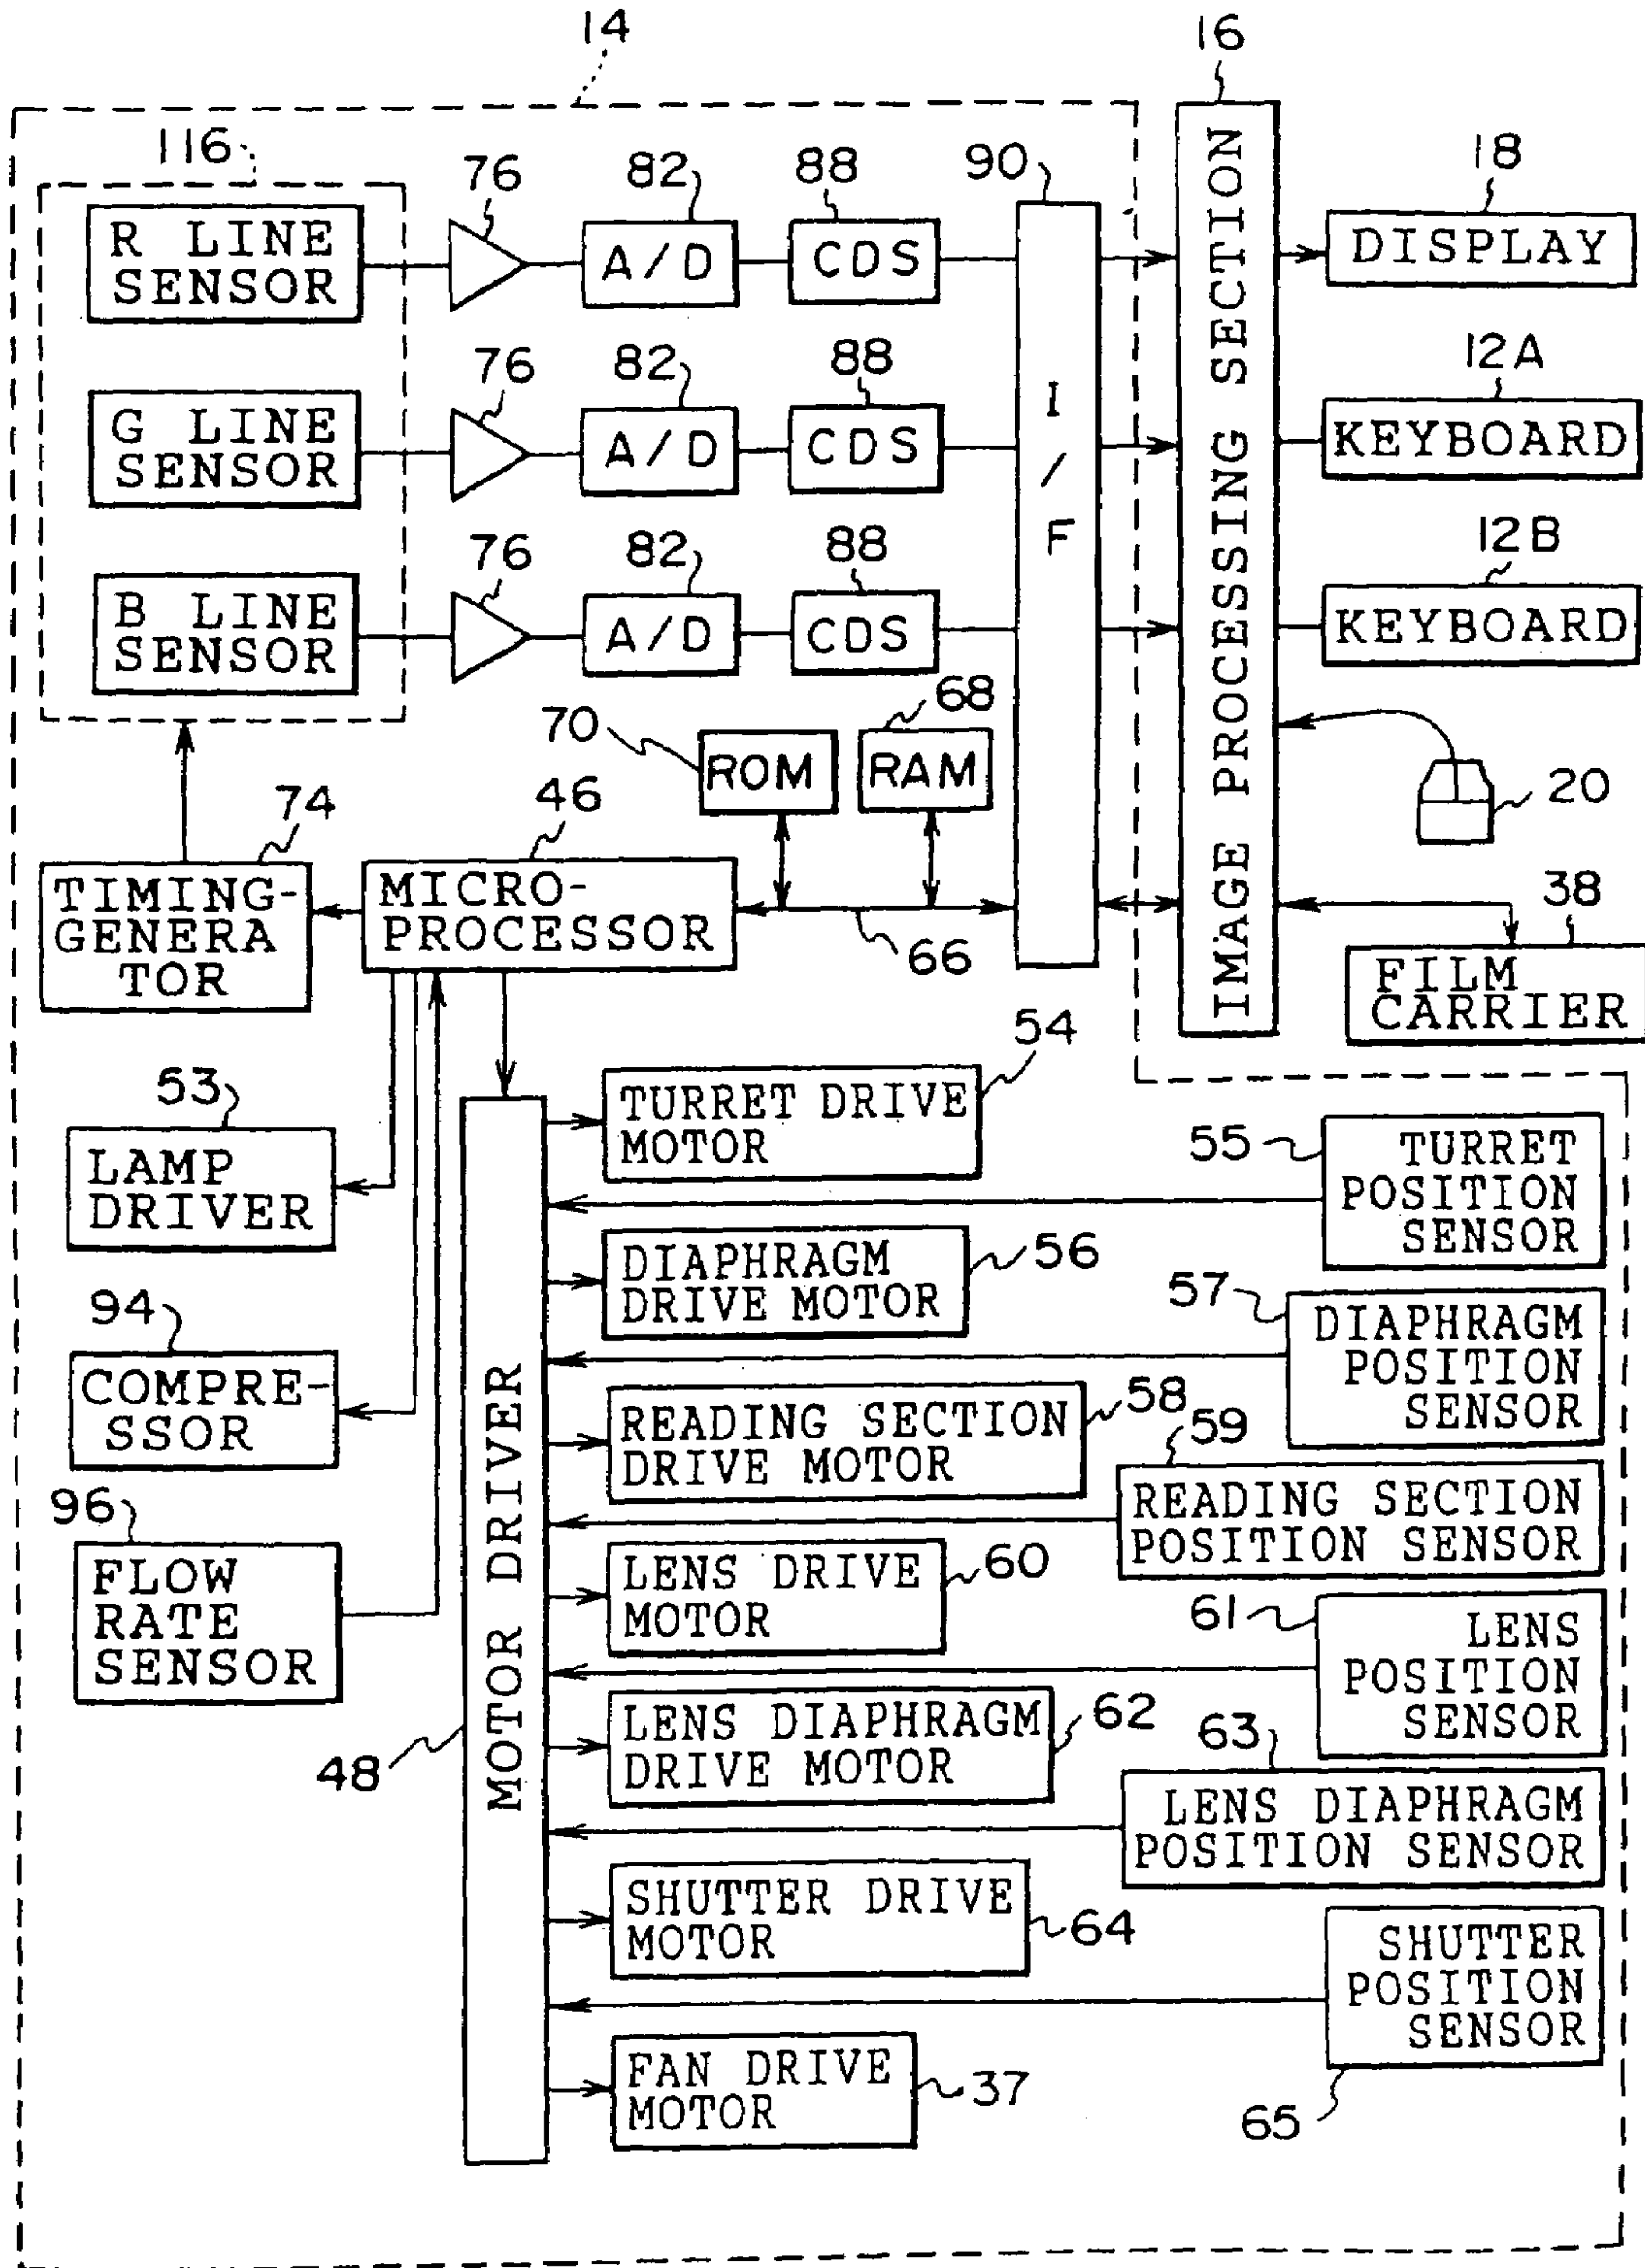 14
16
116
76
82
88
90
18
R LINE
SENSOR
A/D
CDS
DISPLAY
76
82
88
12A
G LINE
SENSOR
A/D
CDS
I/F
KEYBOARD
76
82
88
12B
B LINE
SENSOR
A/D
CDS
KEYBOARD
IMAGE PROCESSING SECTION
70
68
ROM
RAM
20
74
46
38
TIMING-
GENERA
TOR
MICRO-
PROCESSOR
66
FILM
CARRIER
54
53
TURRET DRIVE
MOTOR
55
TURRET
POSITION
SENSOR
LAMP
DRIVER
DIAPHRAGM
DRIVE MOTOR
56
57
DIAPHRAGM
POSITION
SENSOR
94
COMPRE-
SSOR
READING SECTION
DRIVE MOTOR
58
59
READING SECTION
POSITION SENSOR
96
FLOW
RATE
SENSOR
LENS DRIVE
MOTOR
60
61
LENS
POSITION
SENSOR
MOTOR DRIVER
48
LENS DIAPHRAGM
DRIVE MOTOR
62
63
LENS DIAPHRAGM
POSITION SENSOR
SHUTTER DRIVE
MOTOR
64
SHUTTER
POSITION
SENSOR
65
FAN DRIVE
MOTOR
37